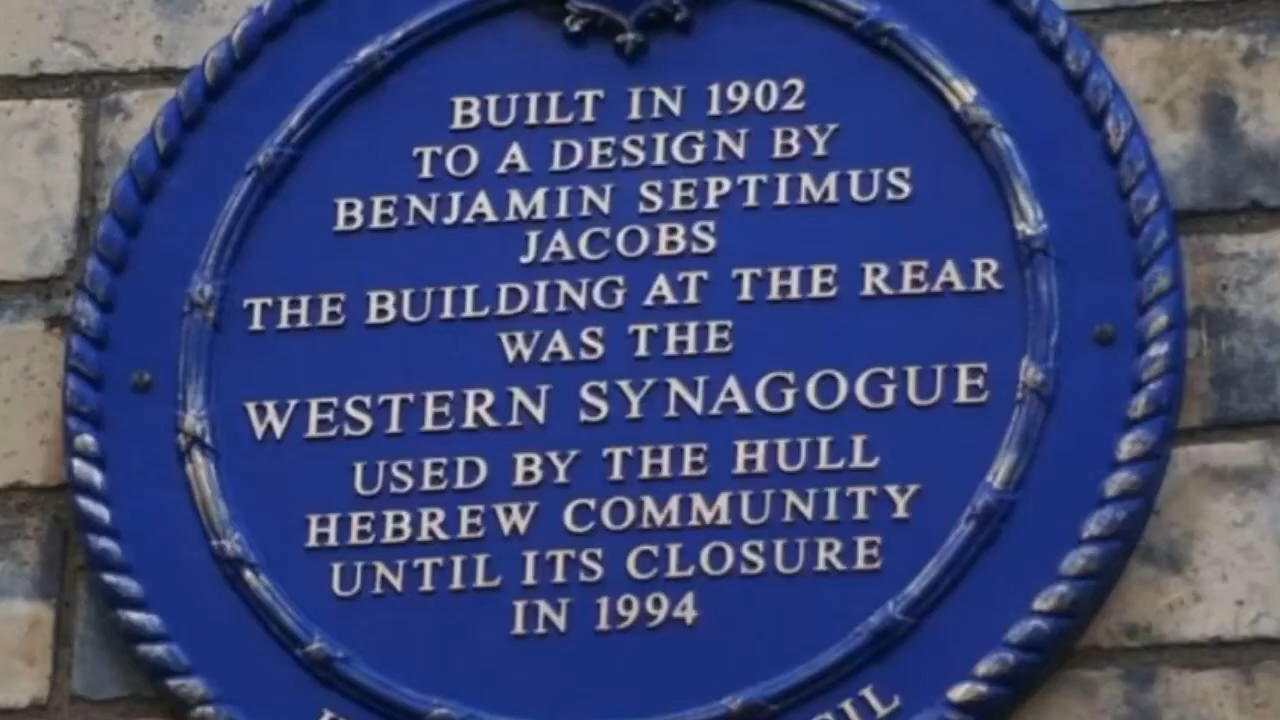 BUILT IN 1902
TO A DESIGN BY
BENJAMIN SEPTIMUS
JACOBS
THE BUILDING AT THE REAR
WAS THE
WESTERN SYNAGOGUE
USED BY THE HULL
HEBREW COMMUNITY
UNTIL ITS CLOSURE
IN 1994